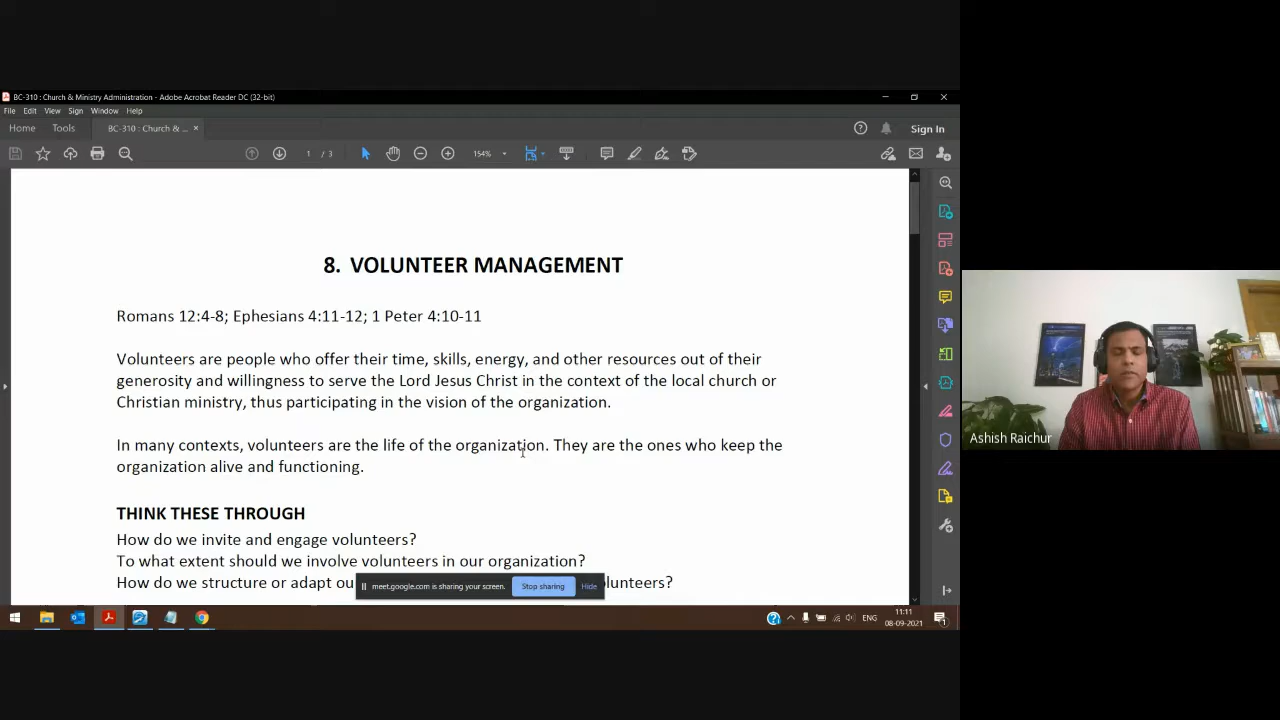 BC-310 : Church & Ministry Administration - Adobe Acrobat Reader DC (32-bit)
File Edit View Sign Window Help
Home Tools BC-310 : Church & ... × Sign In
1 / 3 154%
8. VOLUNTEER MANAGEMENT
Romans 12:4-8; Ephesians 4:11-12; 1 Peter 4:10-11
Volunteers are people who offer their time, skills, energy, and other resources out of their
generosity and willingness to serve the Lord Jesus Christ in the context of the local church or
Christian ministry, thus participating in the vision of the organization.
In many contexts, volunteers are the life of the organization. They are the ones who keep the
organization alive and functioning.
THINK THESE THROUGH
How do we invite and engage volunteers?
To what extent should we involve volunteers in our organization?
How do we structure or adapt ou
lunteers?
meet.google.com is sharing your screen. Stop sharing Hide
Ashish Raichur
ENG
11:11
08-09-2021